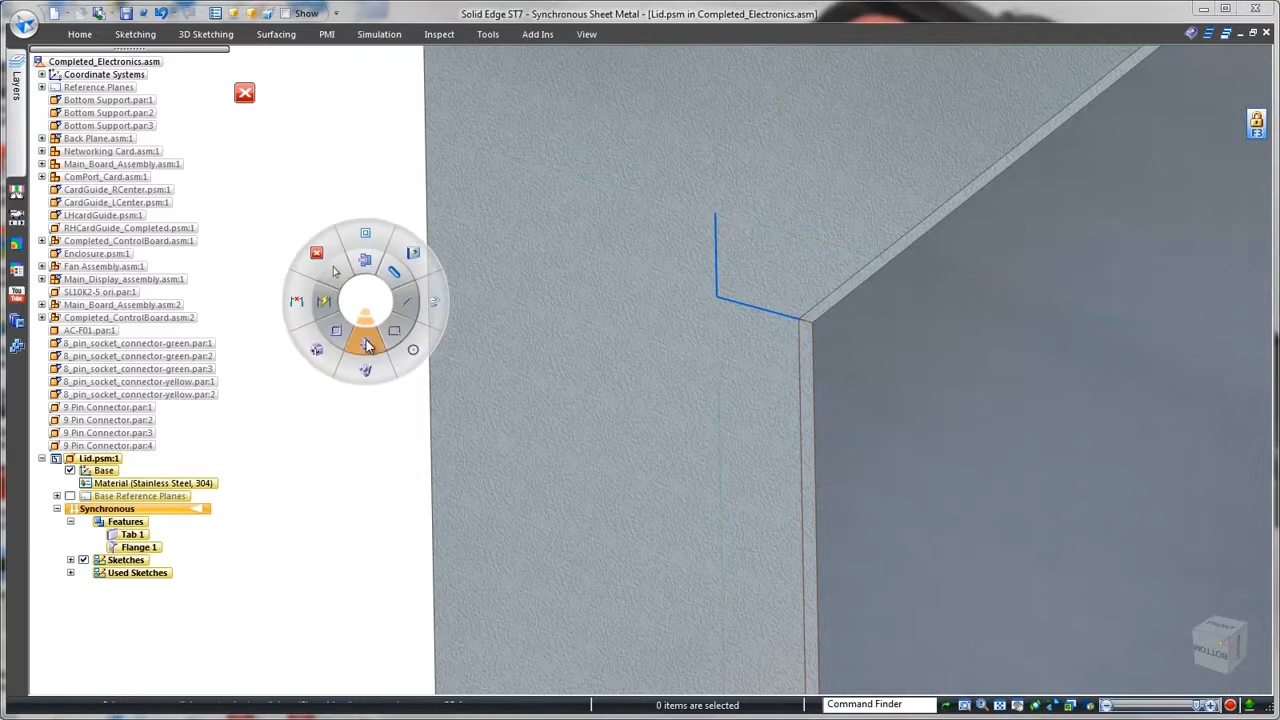 Show
Solid Edge ST7 - Synchronous Sheet Metal - [Lid.psm in Completed_Electronics.asm]
Home
Sketching
3D Sketching
Surfacing
PMI
Simulation
Inspect
Tools
Add Ins
View
Layers
Completed_Electronics.asm
Coordinate Systems
Reference Planes
Bottom Support.par:1
Bottom Support.par:2
Bottom Support.par:3
Back Plane.asm:1
Networking Card.asm:1
Main_Board_Assembly.asm:1
ComPort_Card.asm:1
CardGuide_RCenter.psm:1
CardGuide_LCenter.psm:1
LHcardGuide.psm:1
RHCardGuide_Completed.psm:1
Completed_ControlBoard.asm:1
Enclosure.psm:1
Fan Assembly.asm:1
Main_Display_assembly.asm:1
SL10K2-5 ori.par:1
Main_Board_Assembly.asm:2
Completed_ControlBoard.asm:2
AC-F01.par:1
8_pin_socket_connector-green.par:1
8_pin_socket_connector-green.par:2
8_pin_socket_connector-green.par:3
8_pin_socket_connector-yellow.par:1
8_pin_socket_connector-yellow.par:2
9 Pin Connector.par:1
9 Pin Connector.par:2
9 Pin Connector.par:3
9 Pin Connector.par:4
Lid.psm:1
Base
Material (Stainless Steel, 304)
Base Reference Planes
Synchronous
Features
Tab 1
Flange 1
Sketches
Used Sketches
You
Tube
F3
BOTTOM
0 items are selected
Command Finder